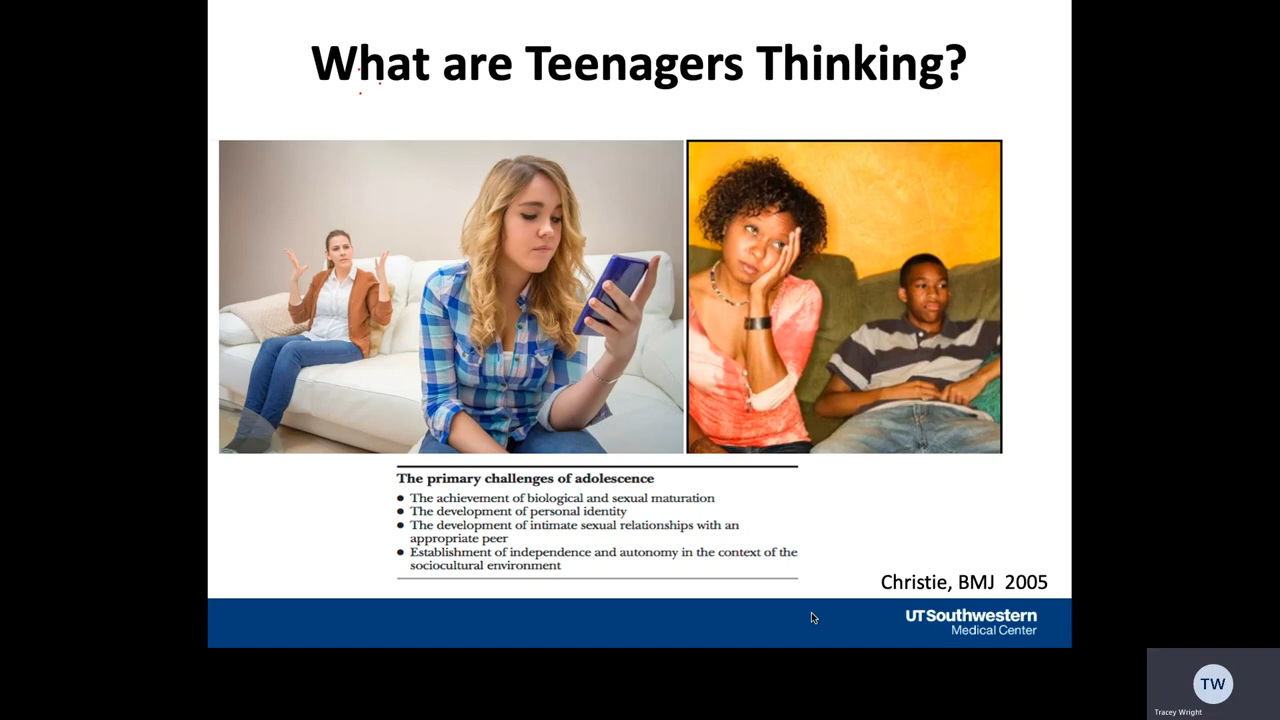 What are Teenagers Thinking?
The primary challenges of adolescence
● The achievement of biological and sexual maturation
● The development of personal identity
● The development of intimate sexual relationships with an
appropriate peer
● Establishment of independence and autonomy in the context of the
sociocultural environment
Christie, BMJ 2005
UTSouthwestern
Medical Center
TW
Tracey Wright